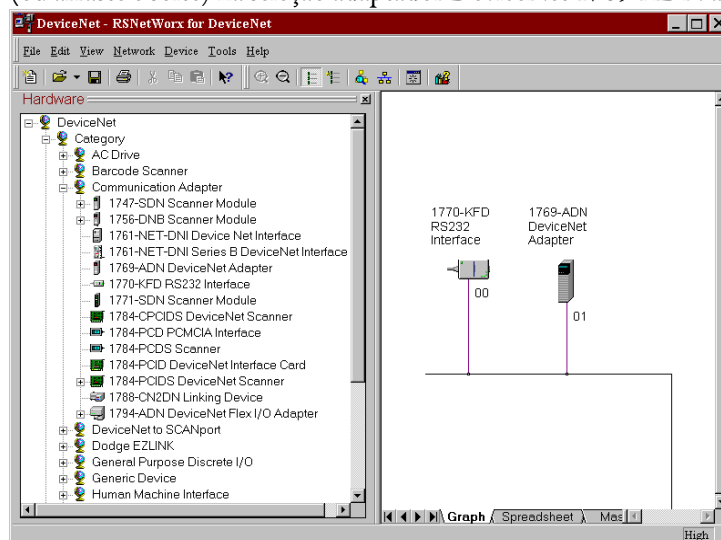 DeviceNet - RSNetWorx for DeviceNet
File Edit View Network Device Tools Help
Hardware
DeviceNet
Category
AC Drive
Barcode Scanner
Communication Adapter
1747-SDN Scanner Module
1756-DNB Scanner Module
1761-NET-DNI Device Net Interface
1761-NET-DNI Series B DeviceNet Interface
1769-ADN DeviceNet Adapter
1770-KFD RS232 Interface
1771-SDN Scanner Module
1784-CPCIDS DeviceNet Scanner
1784-PCD PCMCIA Interface
1784-PCDS Scanner
1784-PCID DeviceNet Interface Card
1784-PCIDS DeviceNet Scanner
1788-CN2DN Linking Device
1794-ADN DeviceNet Flex I/O Adapter
DeviceNet to SCANport
Dodge EZLINK
General Purpose Discrete I/O
Generic Device
Human Machine Interface
1770-KFD
RS232
Interface
00
1769-ADN
DeviceNet
Adapter
01
Graph Spreadsheet Mas
High